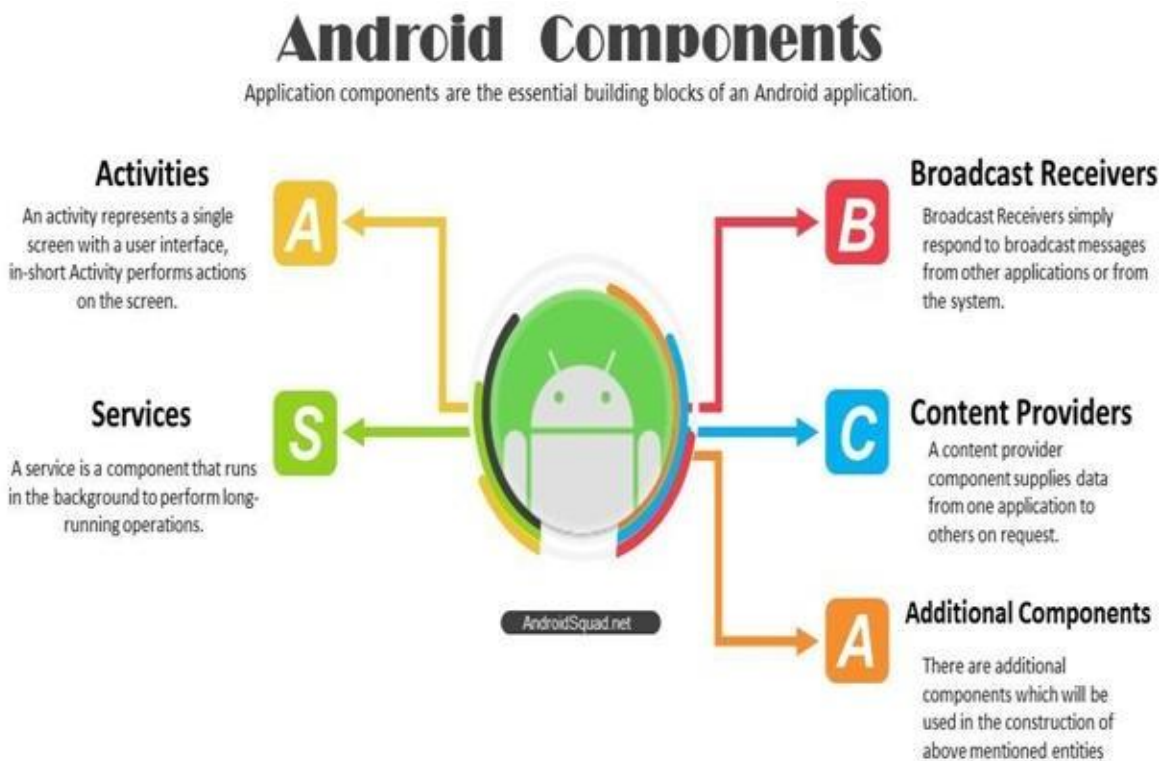 Android Components
Application components are the essential building blocks of an Android application.
Activities
An activity represents a single
screen with a user interface,
in-short Activity performs actions
on the screen.
A
Services
A service is a component that runs
in the background to perform long-
running operations.
S
B
Broadcast Receivers
Broadcast Receivers simply
respond to broadcast messages
from other applications or from
the system.
C
Content Providers
A content provider
component supplies data
from one application to
others on request.
A
Additional Components
There are additional
components which will be
used in the construction of
above mentioned entities
AndroidSquad.net